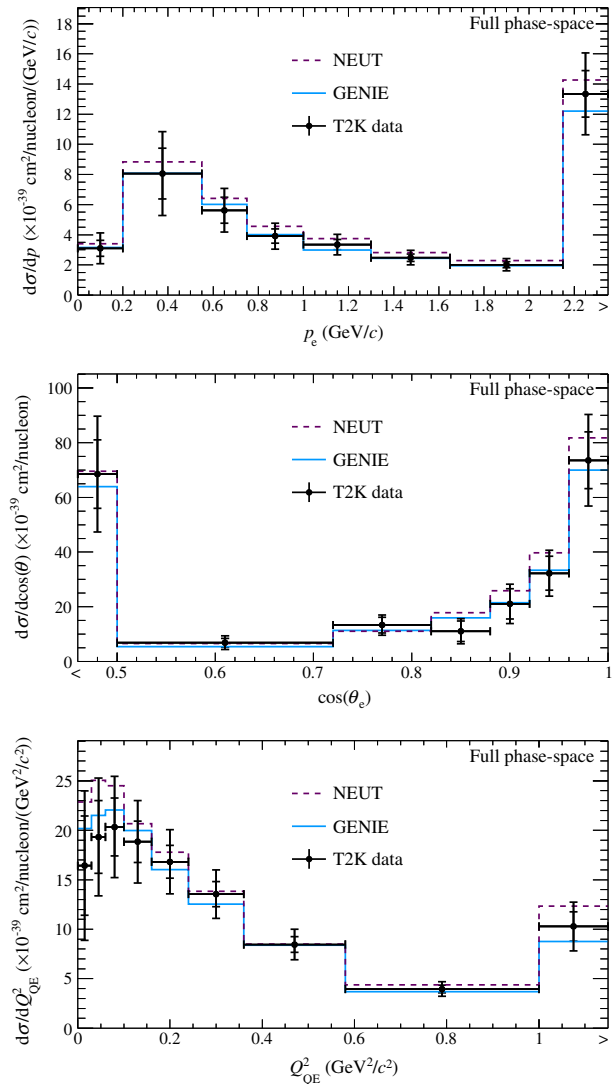 Full phase-space
NEUT
GENIE
T2K data
dσ/dp (×10⁻³⁹ cm²/nucleon/(GeV/c)
18
16
14
12
10
8
6
4
2
0
0 0.2 0.4 0.6 0.8 1 1.2 1.4 1.6 1.8 2 2.2 >
pₑ (GeV/c)
Full phase-space
NEUT
GENIE
T2K data
dσ/dcos(θ) (×10⁻³⁹ cm²/nucleon)
100
80
60
40
20
0
< 0.5 0.6 0.7 0.8 0.9 1
cos(θₑ)
Full phase-space
NEUT
GENIE
T2K data
dσ/dQ²_QE (×10⁻³⁹ cm²/nucleon/(GeV²/c²))
25
20
15
10
5
0
0 0.2 0.4 0.6 0.8 1 >
Q²_QE (GeV²/c²)